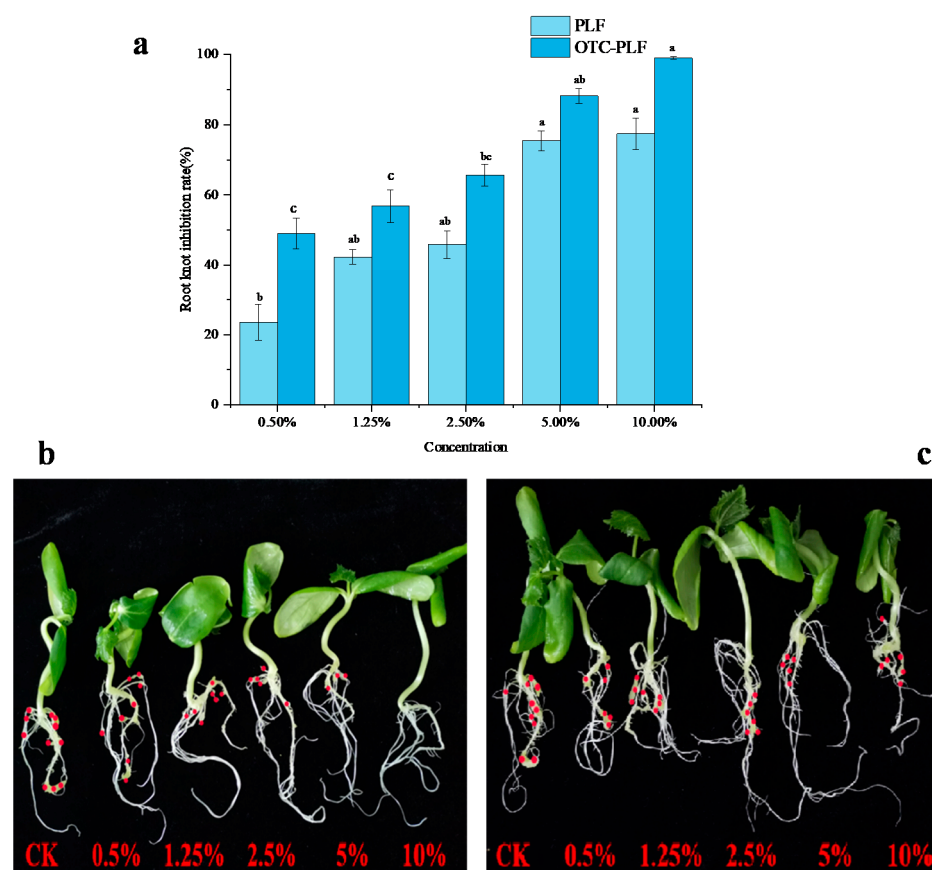 a
PLF
OTC-PLF
Root knot inhibition rate(%)
100
80
60
40
20
0
b
C
ab
C
ab
bc
a
ab
a
a
0.50%
1.25%
2.50%
5.00%
10.00%
Concentration
b
c
CK 0.5% 1.25% 2.5% 5% 10%
CK 0.5% 1.25% 2.5% 5% 10%